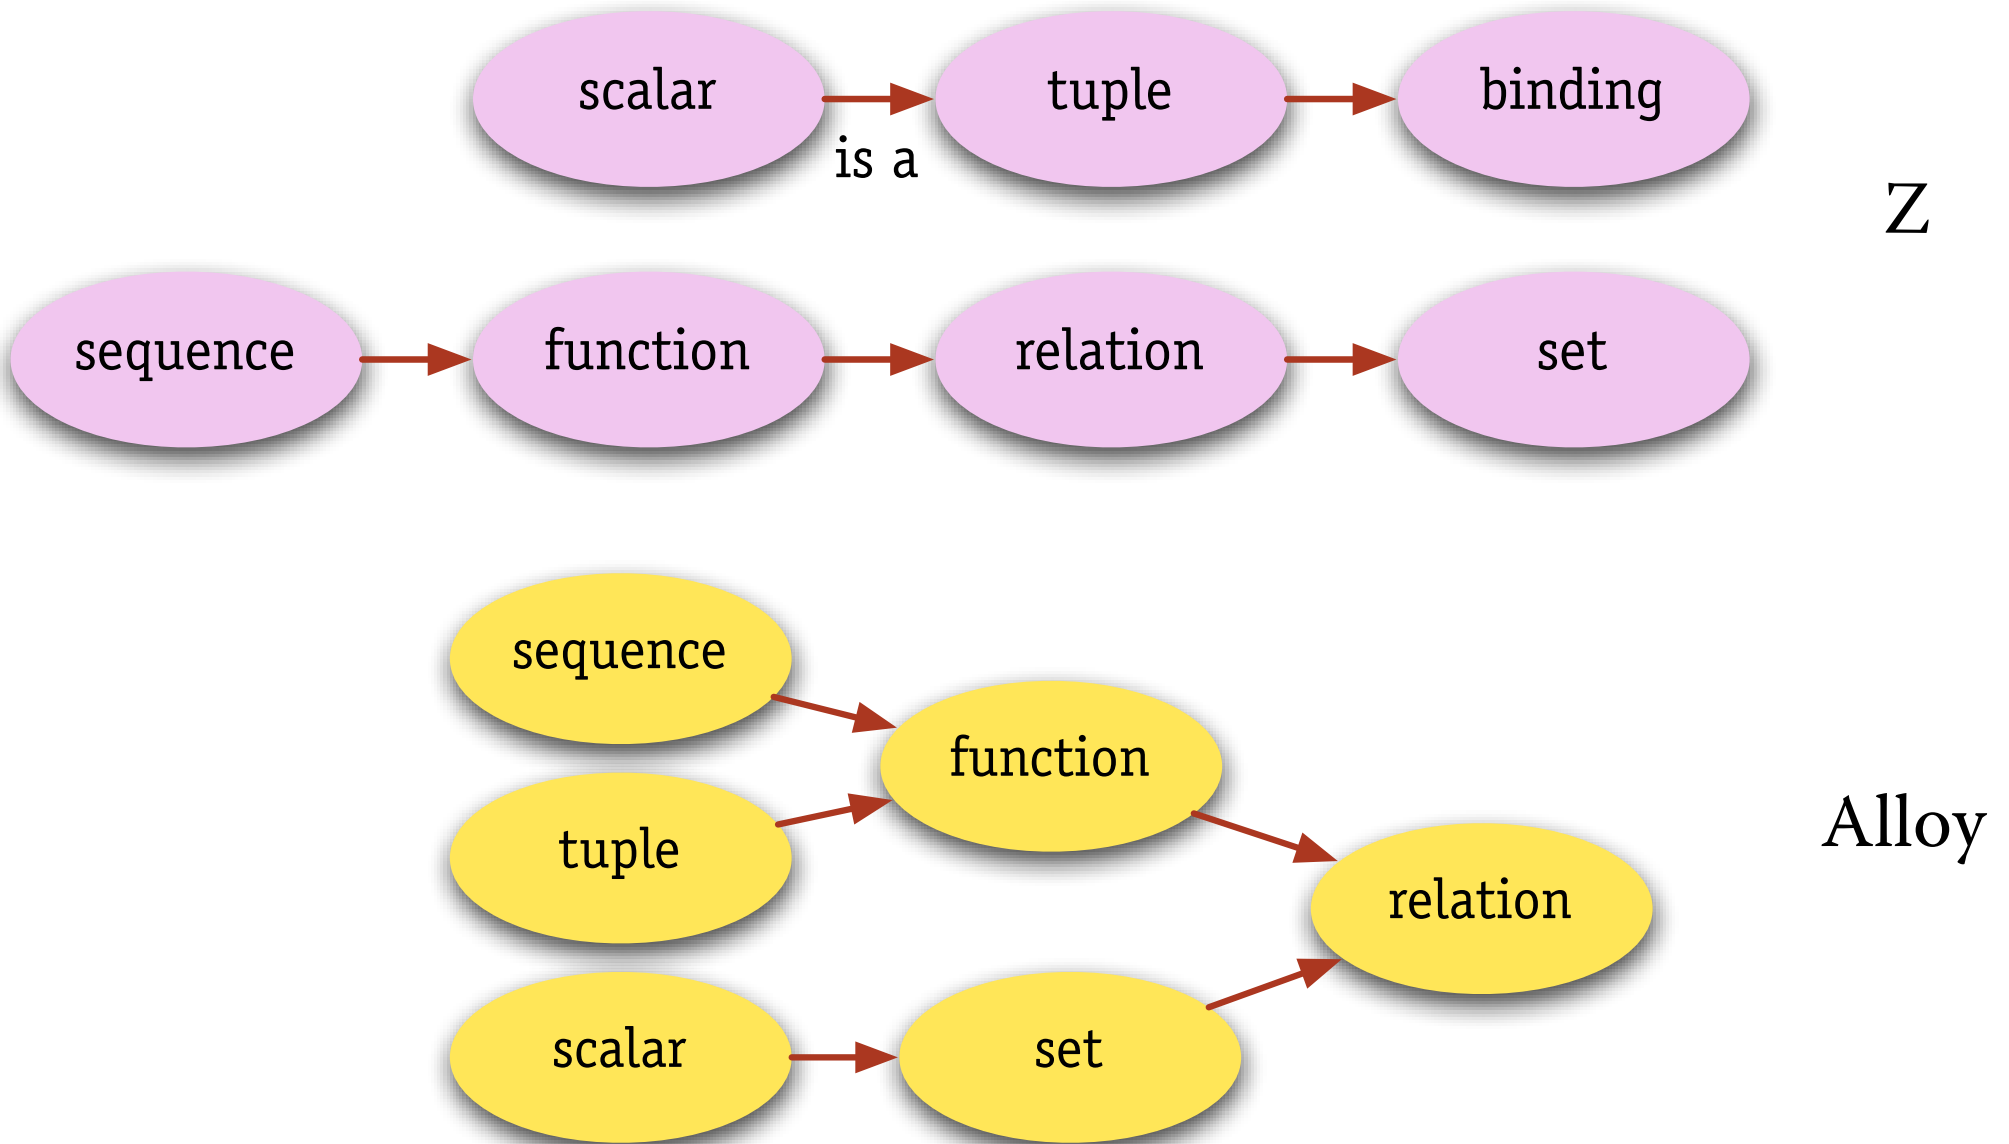 scalar
tuple
binding
is a
Z
sequence
function
relation
set
sequence
function
tuple
Alloy
relation
scalar
set